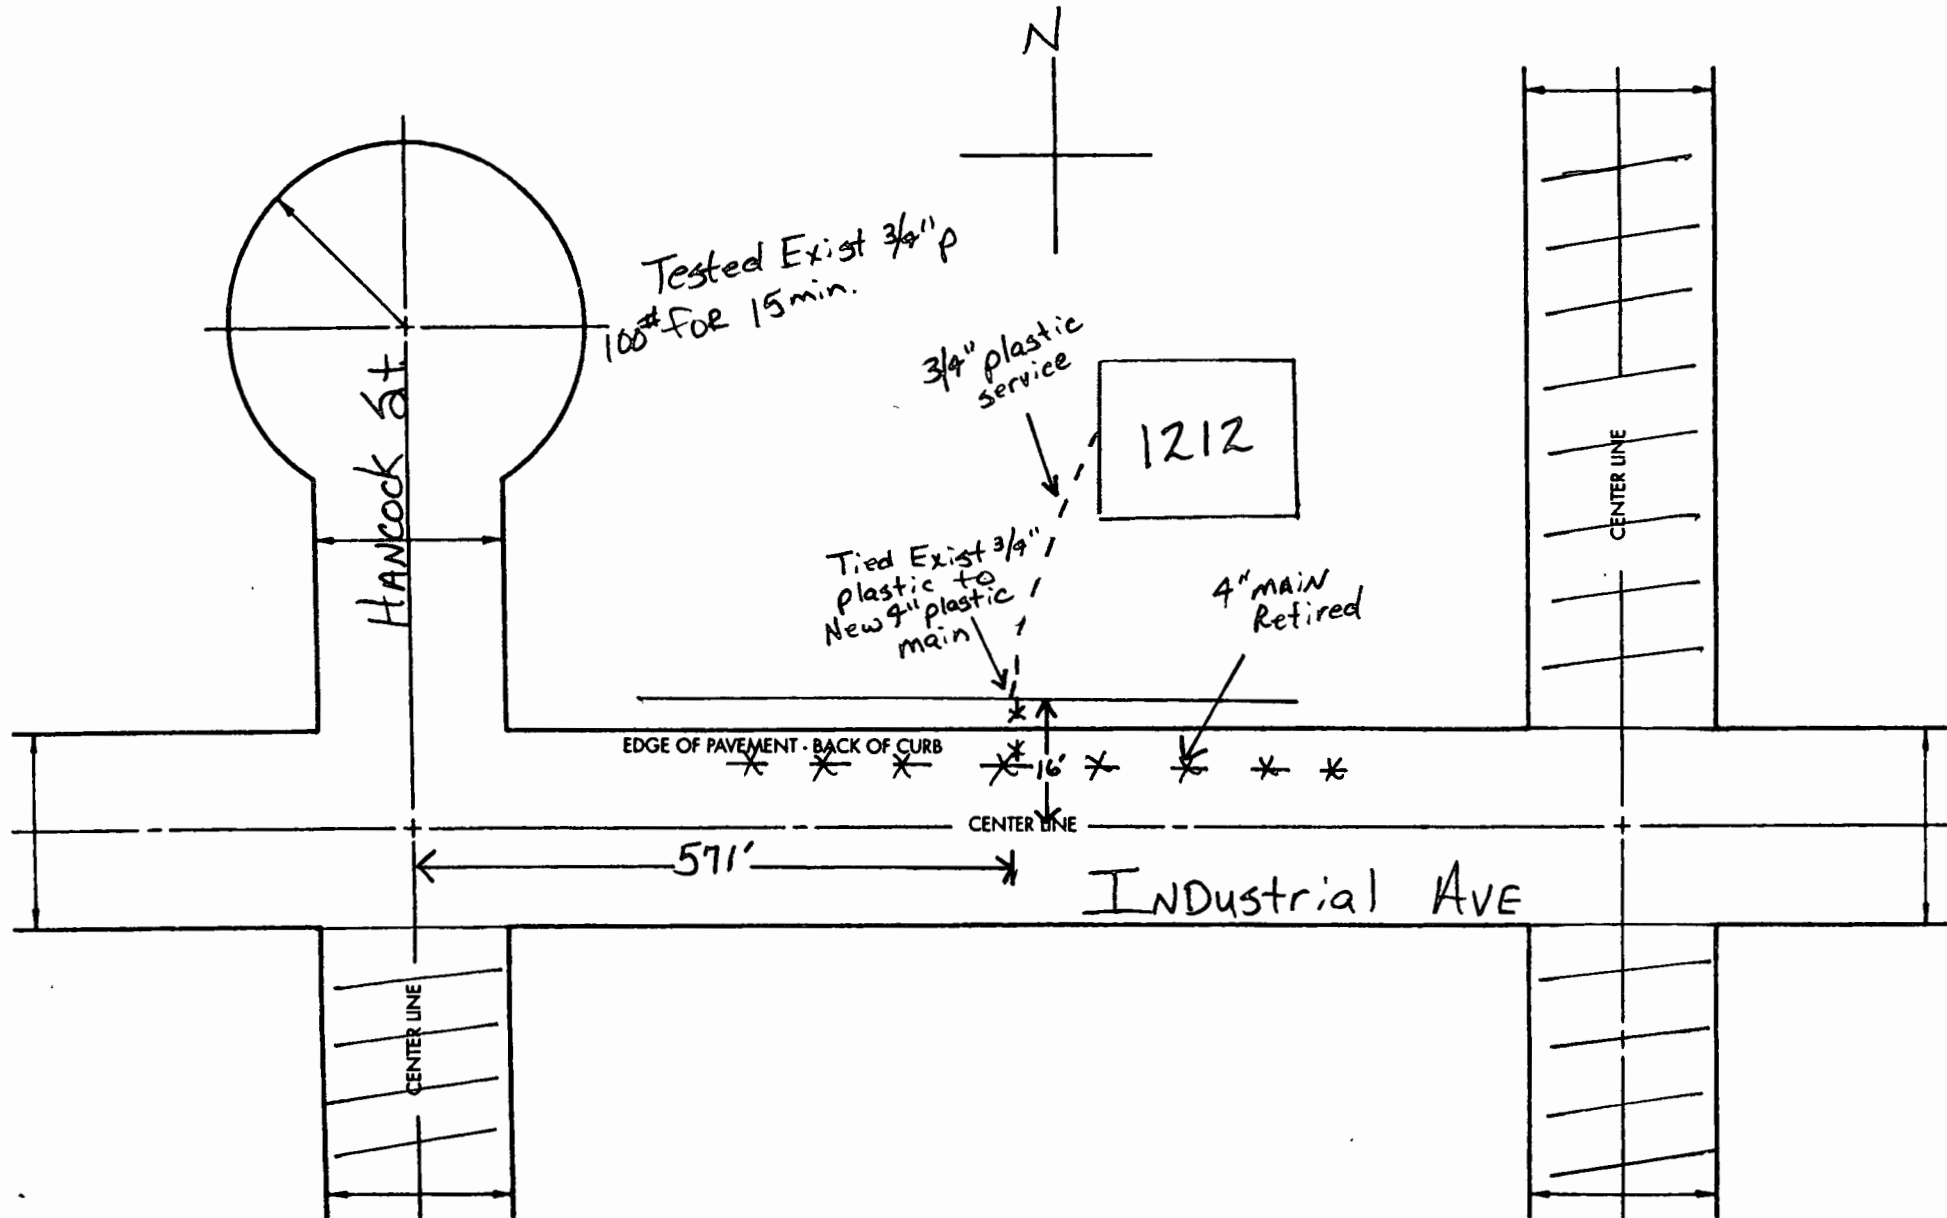 N
Tested Exist 3/4" p
100# FOR 15 min.
3/4" plastic
service
1212
HANCOCK St.
Tied Exist 3/4"
plastic to
New 4" plastic
main
4" MAIN
Retired
CENTER LINE
EDGE OF PAVEMENT - BACK OF CURB
16'
CENTER LINE
571'
INDustrial AVE
CENTER LINE